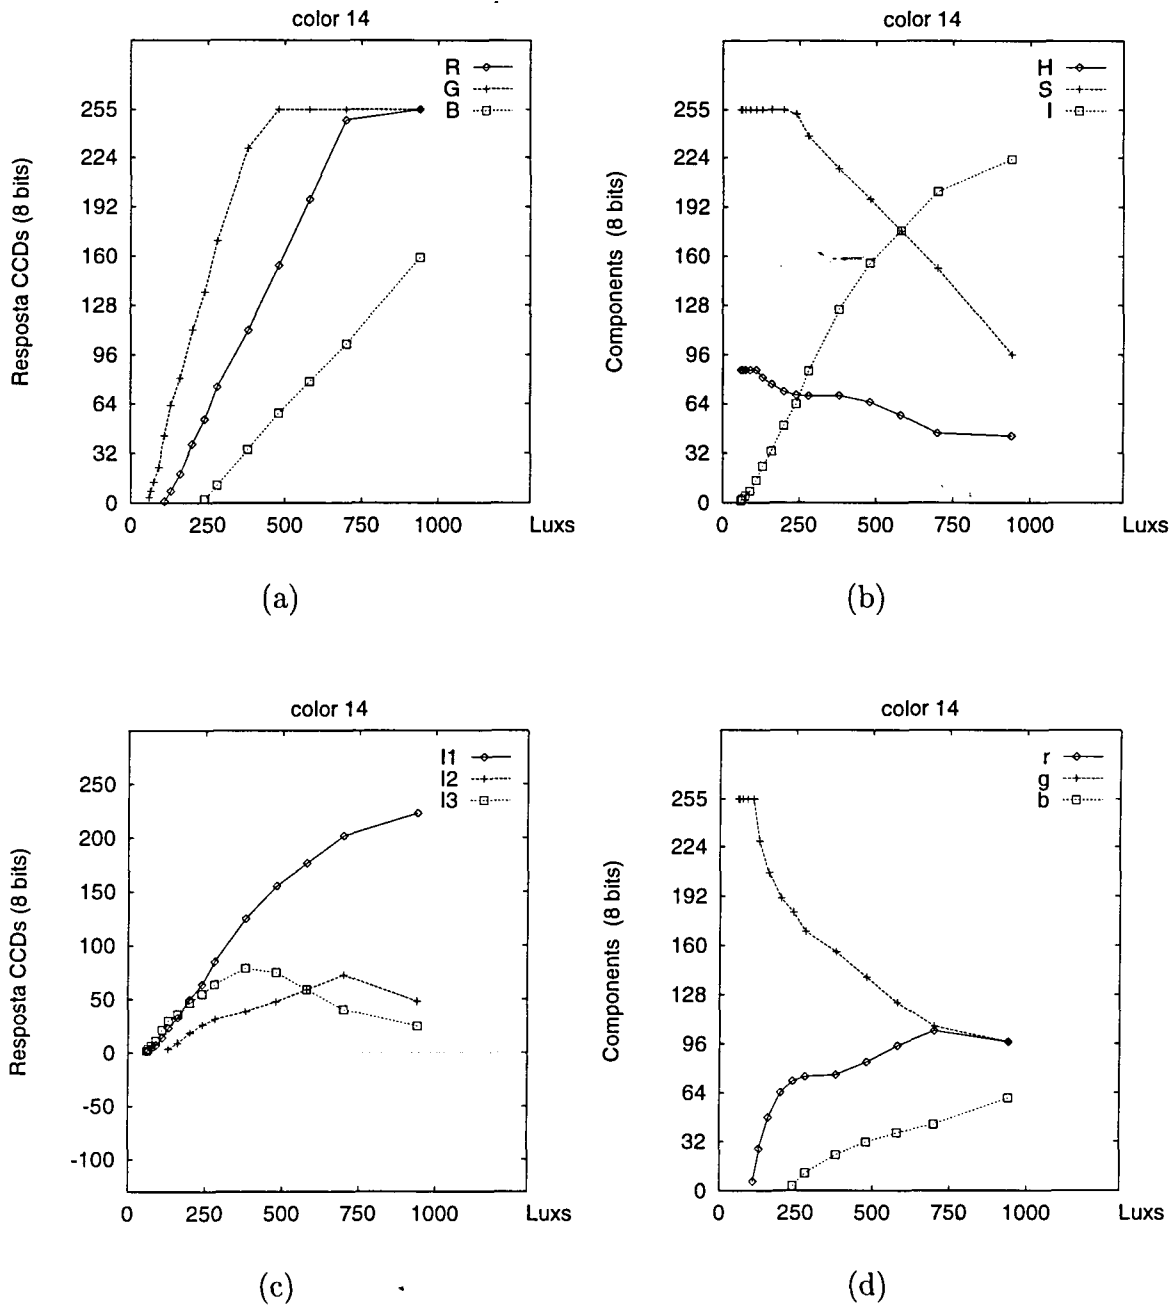 color 14
R
G
B
255
224
192
160
128
96
64
32
0
Resposta CCDs (8 bits)
0 250 500 750 1000 Luxs
(a)
color 14
H
S
I
255
224
192
160
128
96
64
32
0
Components (8 bits)
0 250 500 750 1000 Luxs
(b)
color 14
I1
I2
I3
250
200
150
100
50
0
-50
-100
Resposta CCDs (8 bits)
0 250 500 750 1000 Luxs
(c)
color 14
r
g
b
255
224
192
160
128
96
64
32
0
Components (8 bits)
0 250 500 750 1000 Luxs
(d)